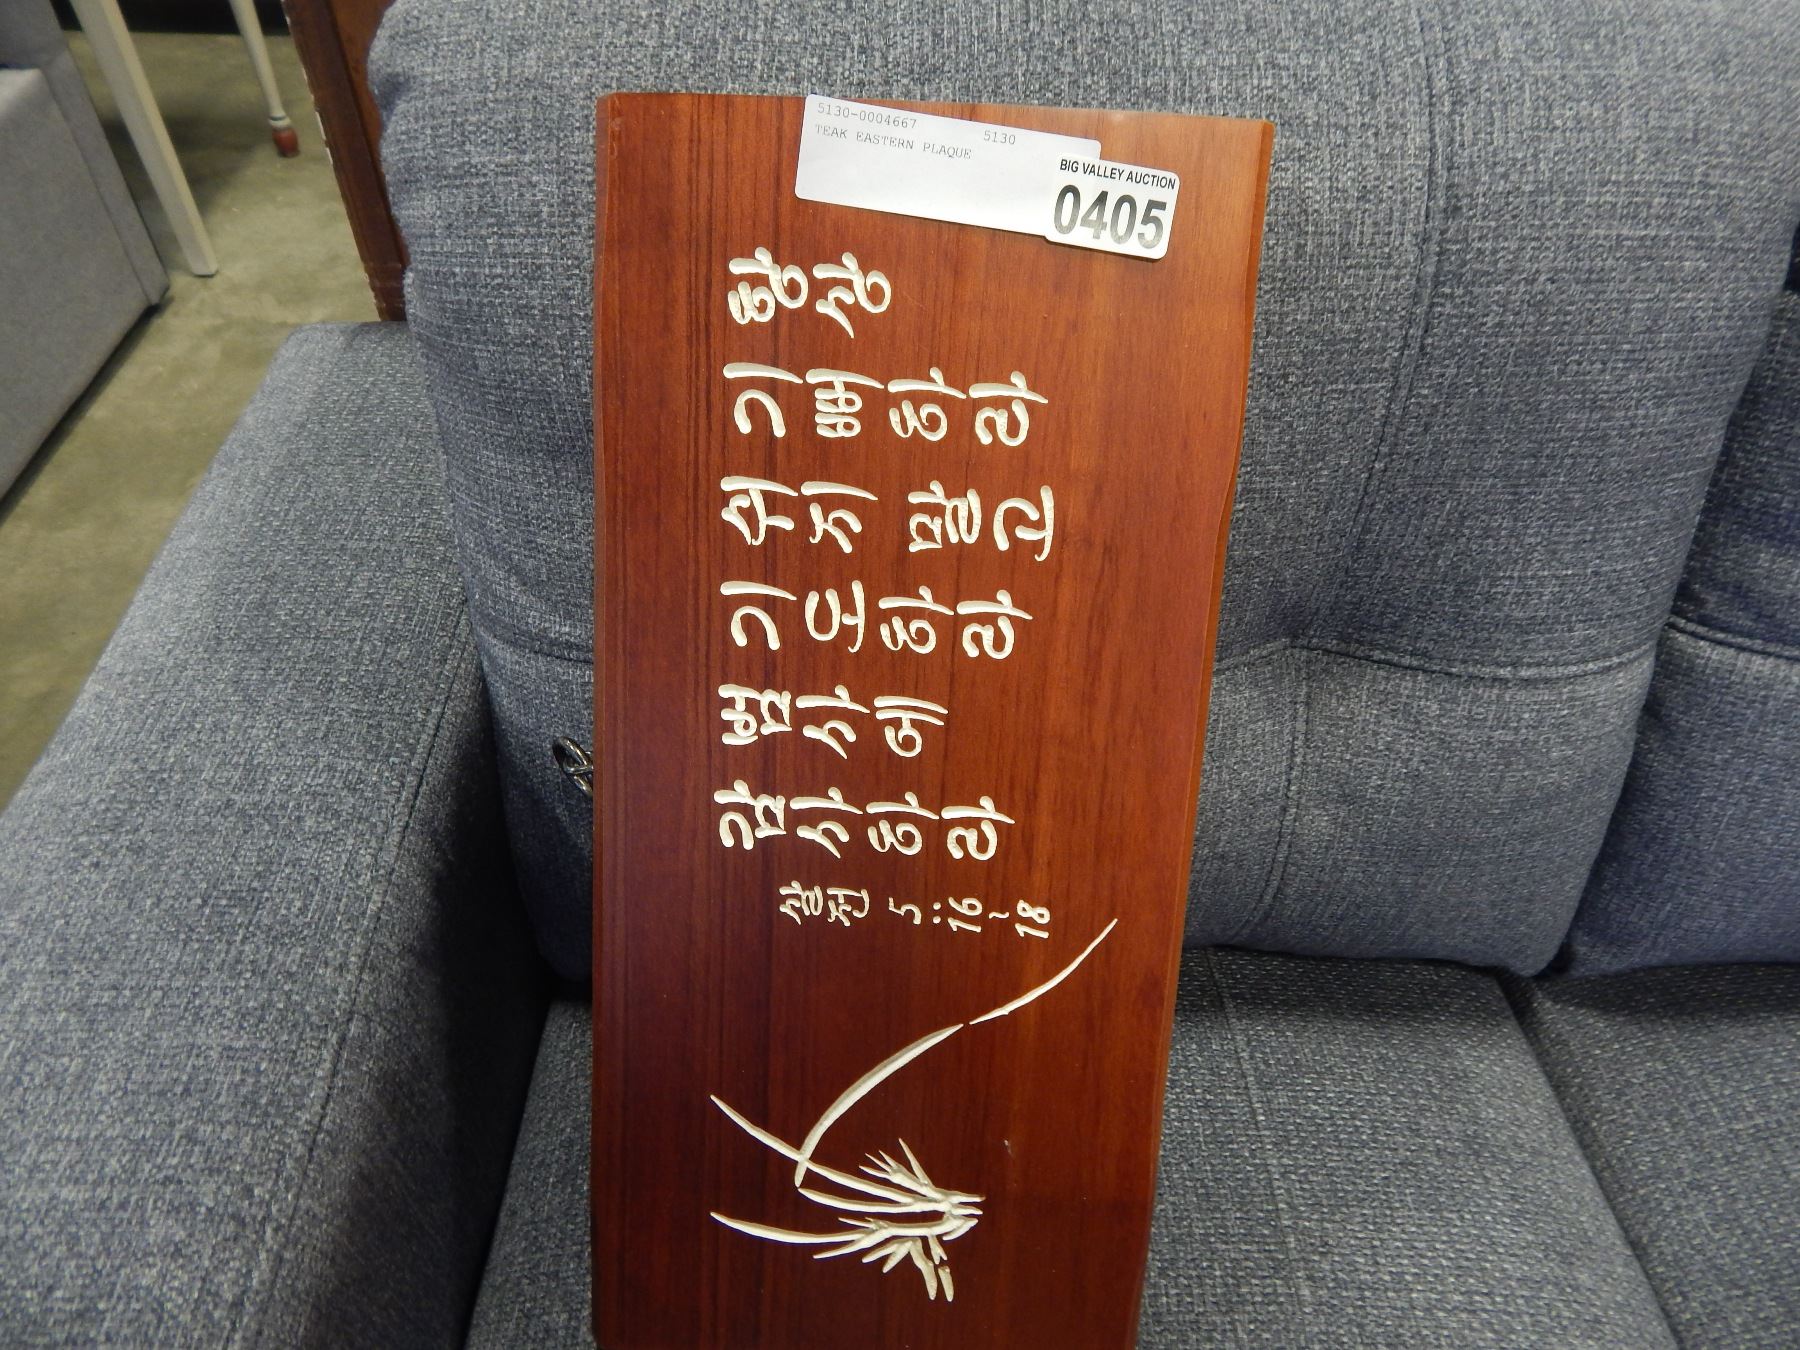 5130-0004667 5130
TEAK EASTERN PLAQUE
BIG VALLEY AUCTION
0405
항상
기뻐하라
쉬지 말고
기도하라
범사에
감사하라
살전 5:16~18